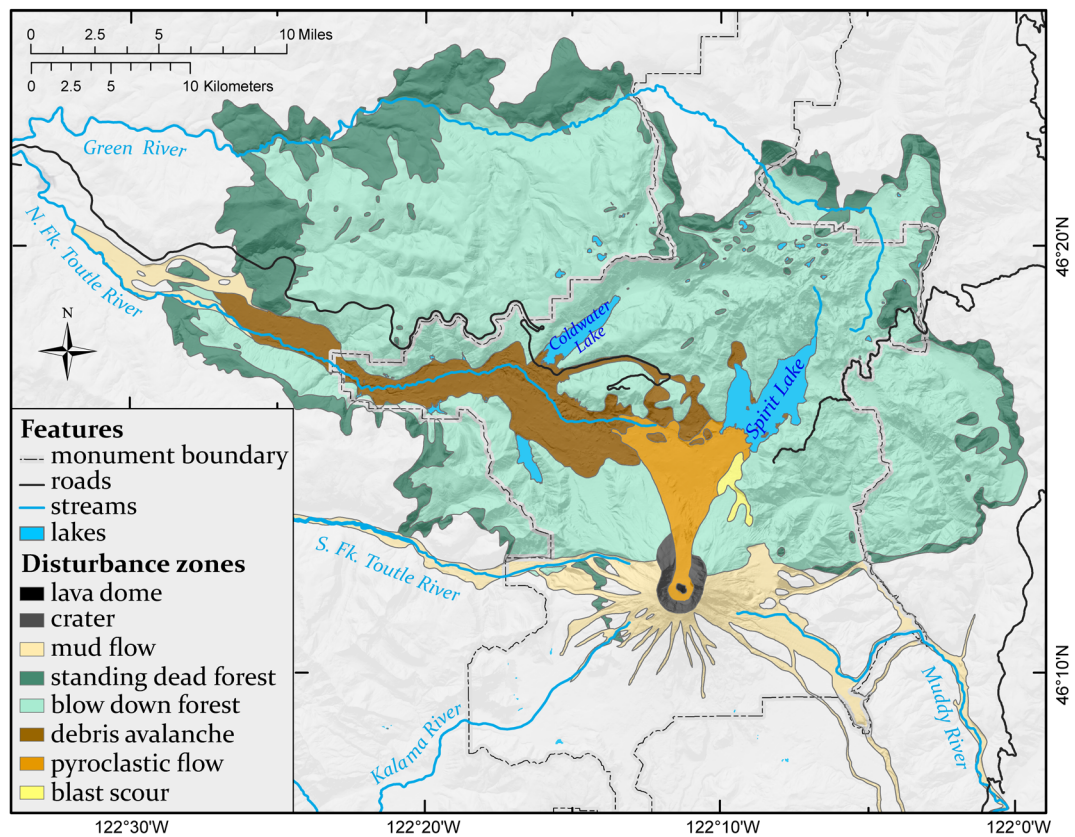 0 2.5 5 10 Miles
0 2.5 5 10 Kilometers
Green River
N. Fk. Toutle River
N
46°20'N
Coldwater
Lake
Spirit Lake
Features
monument boundary
roads
streams
lakes
Disturbance zones
lava dome
crater
mud flow
standing dead forest
blow down forest
debris avalanche
pyroclastic flow
blast scour
S. Fk. Toutle River
Kalama River
Muddy River
46°10'N
122°30'W 122°20'W 122°10'W 122°0'W